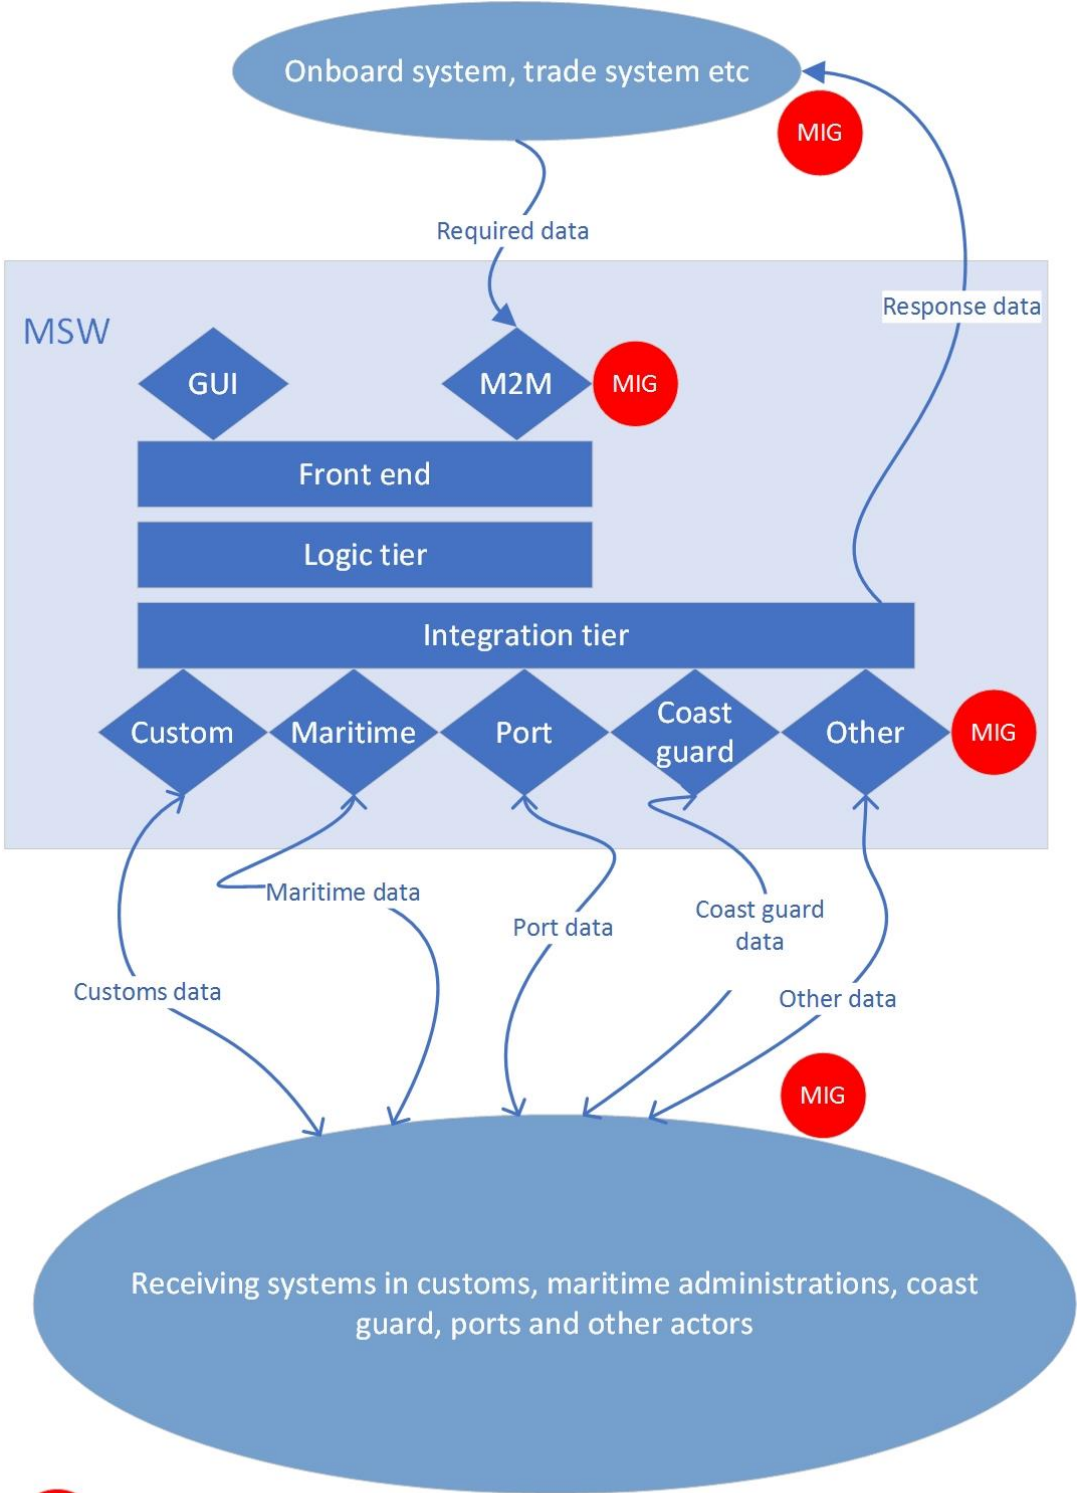 Onboard system, trade system etc
MIG
Required data
Response data
MSW
GUI
M2M
MIG
Front end
Logic tier
Integration tier
Custom
Maritime
Port
Coast
guard
Other
MIG
Maritime data
Coast guard
data
Port data
Customs data
Other data
MIG
Receiving systems in customs, maritime administrations, coast
guard, ports and other actors